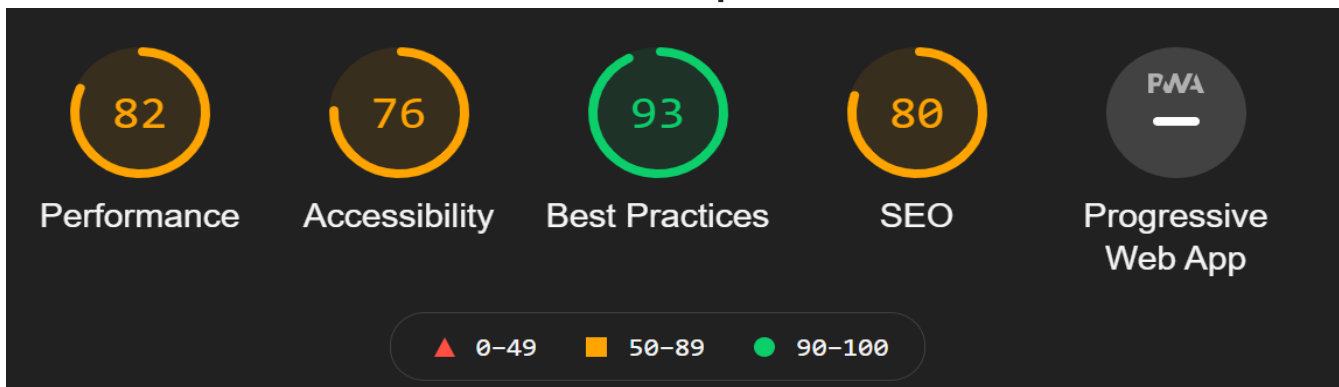 82 76 93 80 PWA
Performance Accessibility Best Practices SEO Progressive
Web App
0–49 50–89 90–100